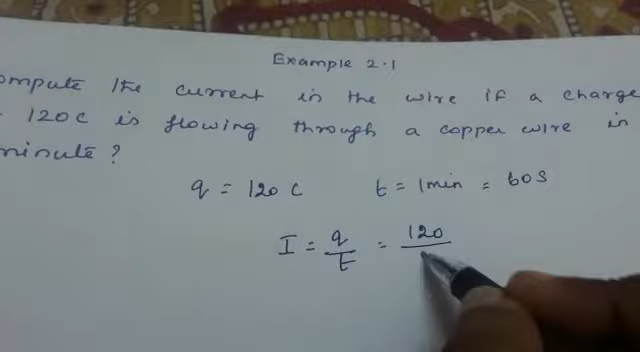 Example 2.1
ompute the current in the wire if a charge
120c is flowing through a copper wire in
minute?
q = 120 C t = 1min = 60S
I = q/t = 120